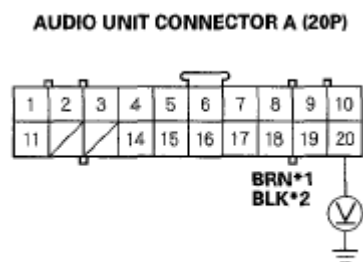 AUDIO UNIT CONNECTOR A (20P)
1 2 3 4 5 6 7 8 9 10
11 14 15 16 17 18 19 20
BRN*1
BLK*2
V